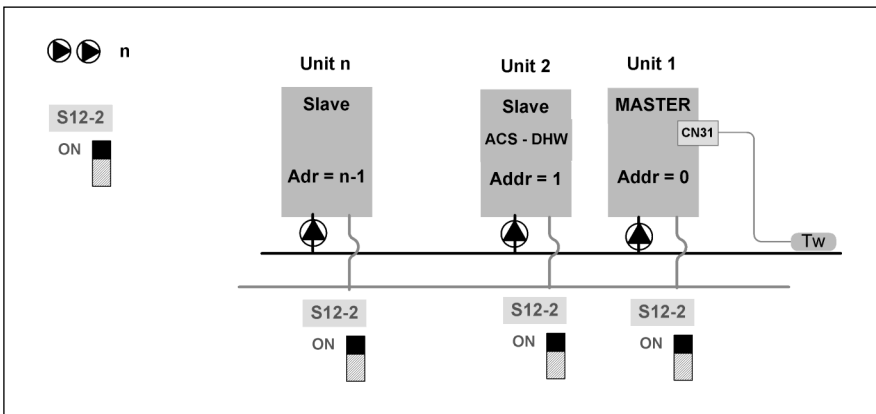 n
S12-2
ON
Unit n
Slave
Adr = n-1
Unit 2
Slave
ACS - DHW
Addr = 1
Unit 1
MASTER
CN31
Addr = 0
Tw
S12-2
ON
S12-2
ON
S12-2
ON